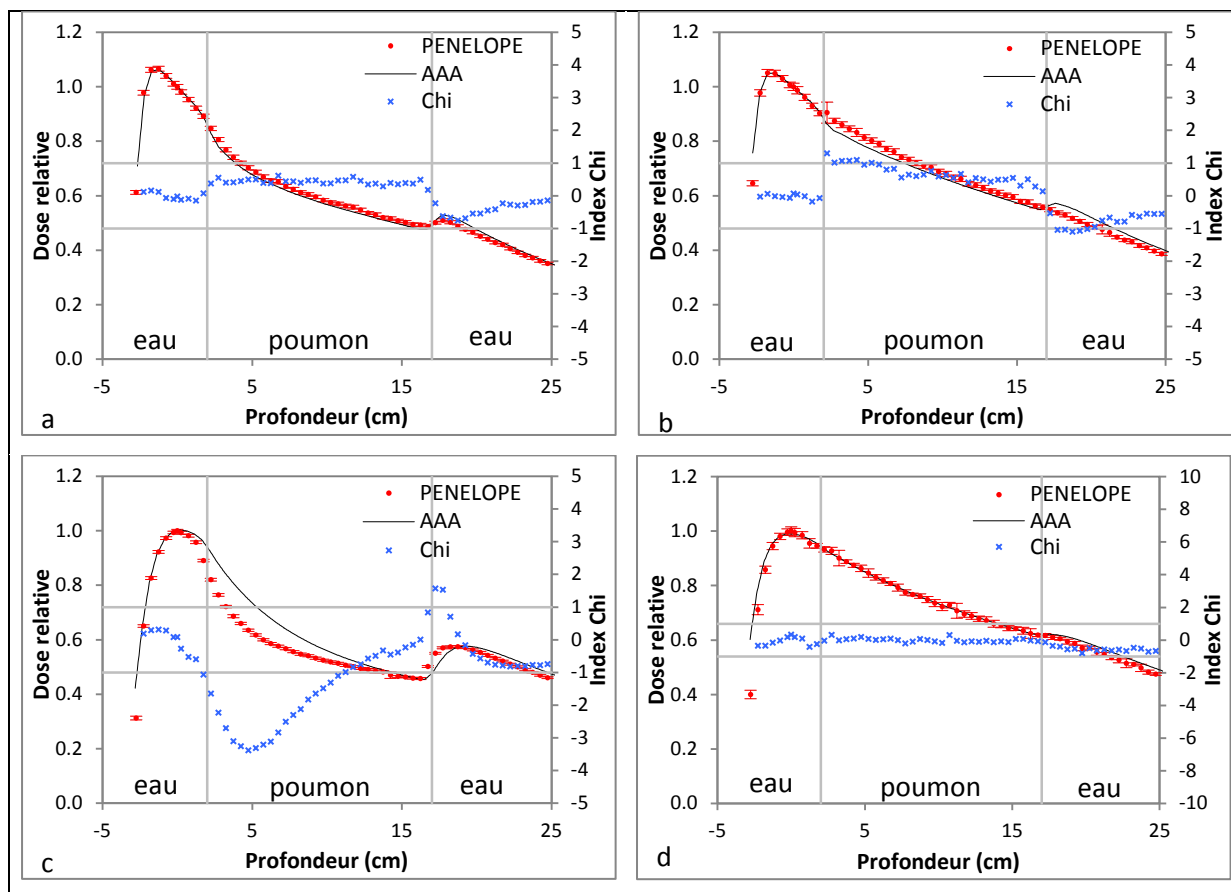 1.2
1.0
0.8
0.6
0.4
0.2
0.0
Dose relative
PENELOPE
AAA
Chi
5
4
3
2
1
0
-1
-2
-3
-4
-5
Index Chi
eau
poumon
eau
-5
5
15
25
Profondeur (cm)
a
1.2
1.0
0.8
0.6
0.4
0.2
0.0
Dose relative
PENELOPE
AAA
Chi
5
4
3
2
1
0
-1
-2
-3
-4
-5
Index Chi
eau
poumon
eau
-5
5
15
25
Profondeur (cm)
b
1.2
1.0
0.8
0.6
0.4
0.2
0.0
Dose relative
PENELOPE
AAA
Chi
5
4
3
2
1
0
-1
-2
-3
-4
-5
Index Chi
eau
poumon
eau
-5
5
15
25
Profondeur (cm)
c
1.2
1.0
0.8
0.6
0.4
0.2
0.0
Dose relative
PENELOPE
AAA
Chi
10
8
6
4
2
0
-2
-4
-6
-8
-10
Index Chi
eau
poumon
eau
-5
5
15
25
Profondeur (cm)
d